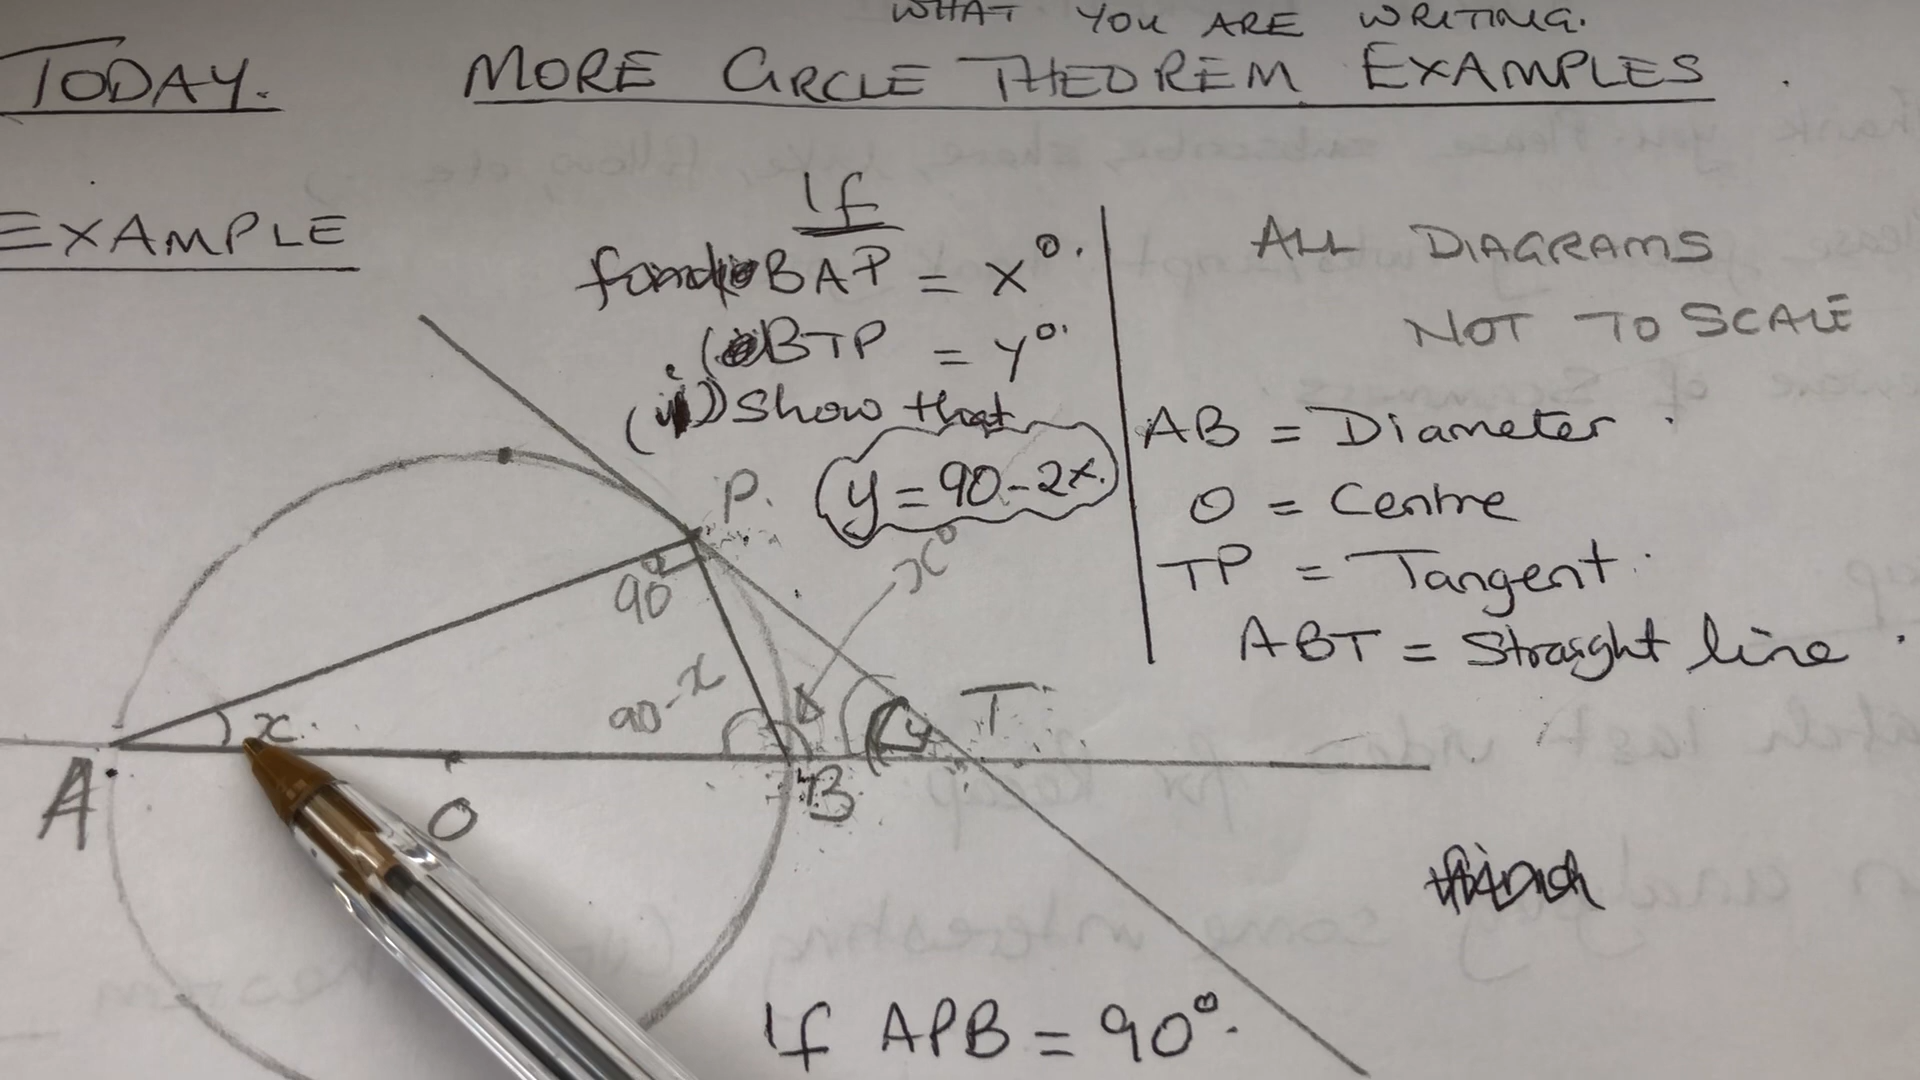 WHAT YOU ARE WRITING.
TODAY. MORE CIRCLE THEOREM EXAMPLES.
EXAMPLE
If
BAP = x°.
BTP = y°.
Show that
y = 90-2x.
ALL DIAGRAMS
NOT TO SCALE
AB = Diameter.
O = Centre
TP = Tangent.
ABT = Straight line.
P.
90°
x°
90-x
x.
y
T.
A
O
B
If APB = 90°.